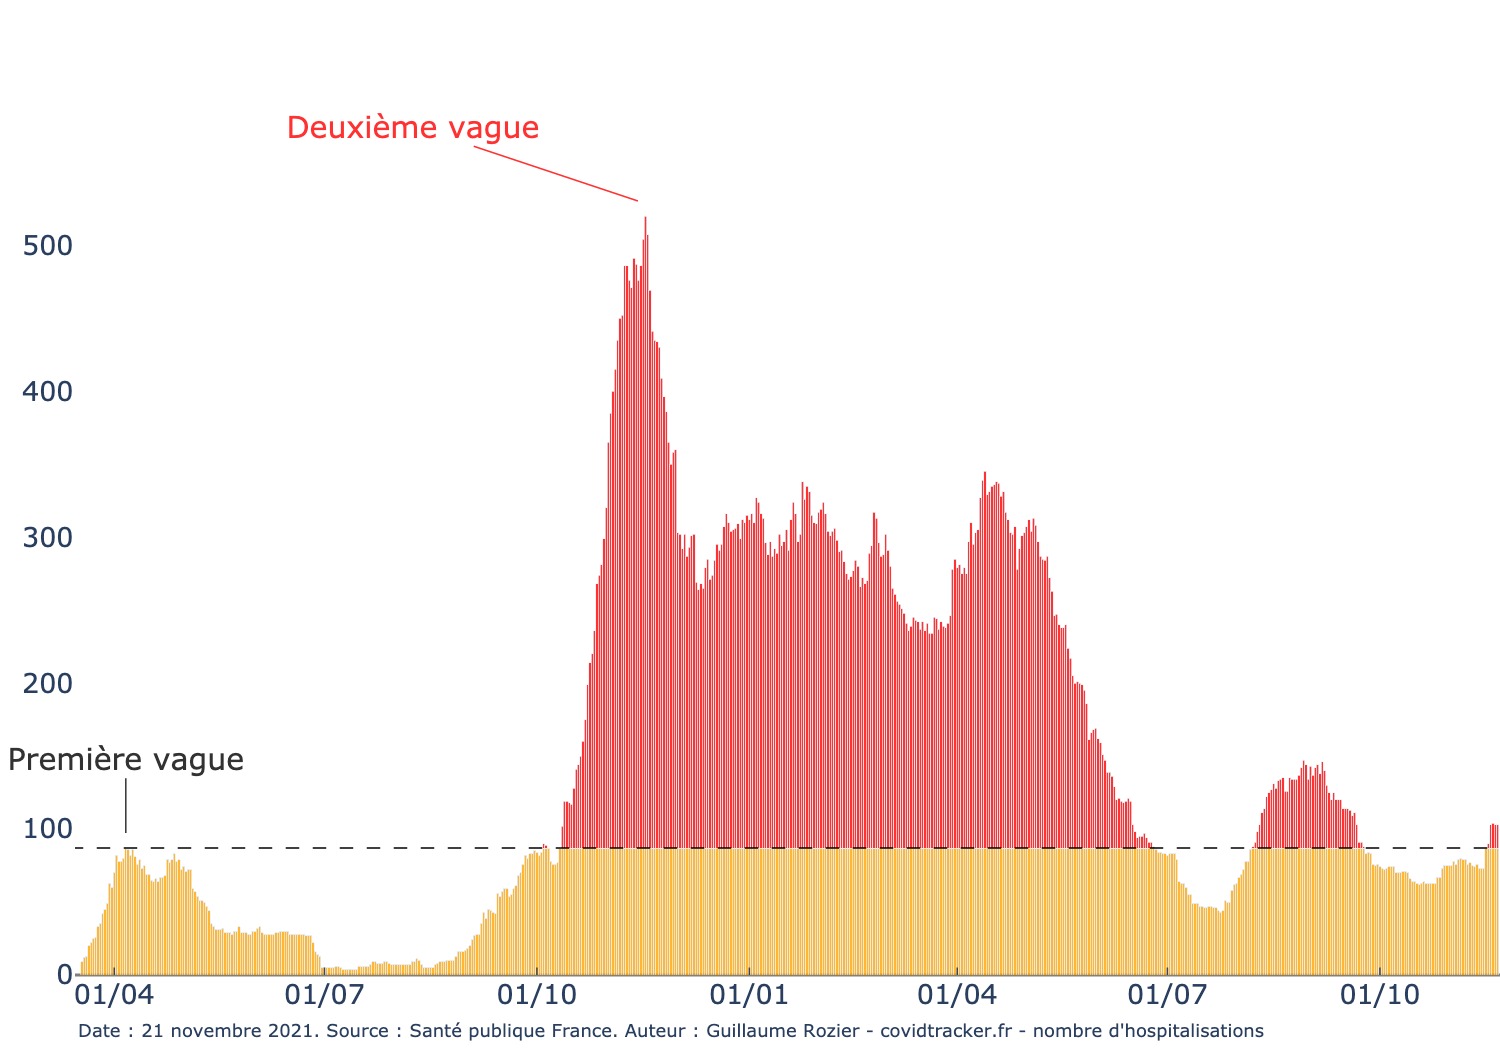 Deuxième vague
500
400
300
200
Première vague
100
0
01/04 01/07 01/10 01/01 01/04 01/07 01/10
Date : 21 novembre 2021. Source : Santé publique France. Auteur : Guillaume Rozier - covidtracker.fr - nombre d'hospitalisations